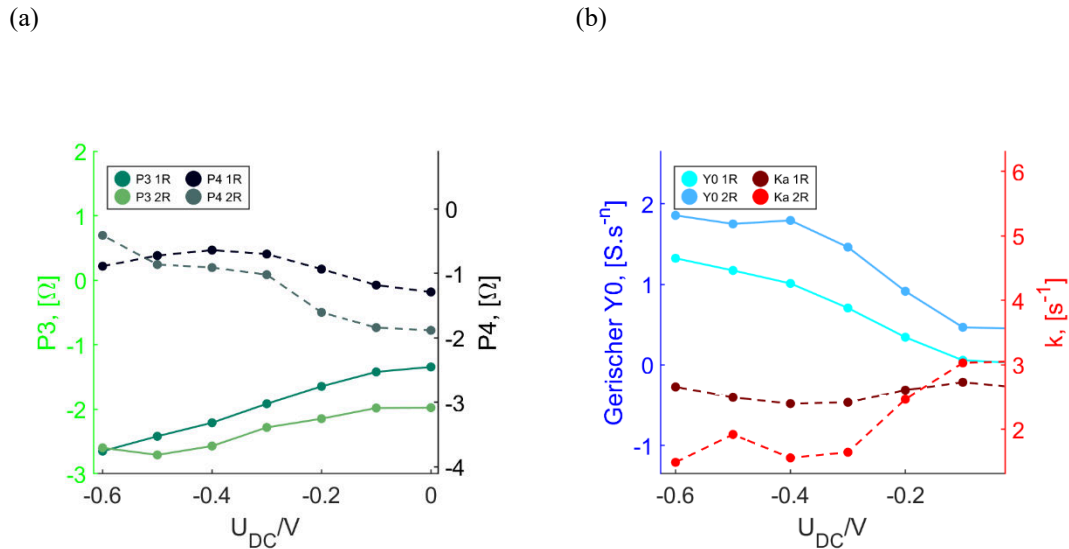 (a)
(b)
P3 1R P4 1R
P3 2R P4 2R
2
1
0
-1
-2
-3
P3, [Ω]
0
-1
-2
-3
-4
P4, [Ω]
-0.6 -0.4 -0.2 0
U_DC/V
Y0 1R Ka 1R
Y0 2R Ka 2R
2
1
0
-1
Gerischer Y0, [S.s⁻ⁿ]
6
5
4
3
2
k, [s⁻¹]
-0.6 -0.4 -0.2
U_DC/V